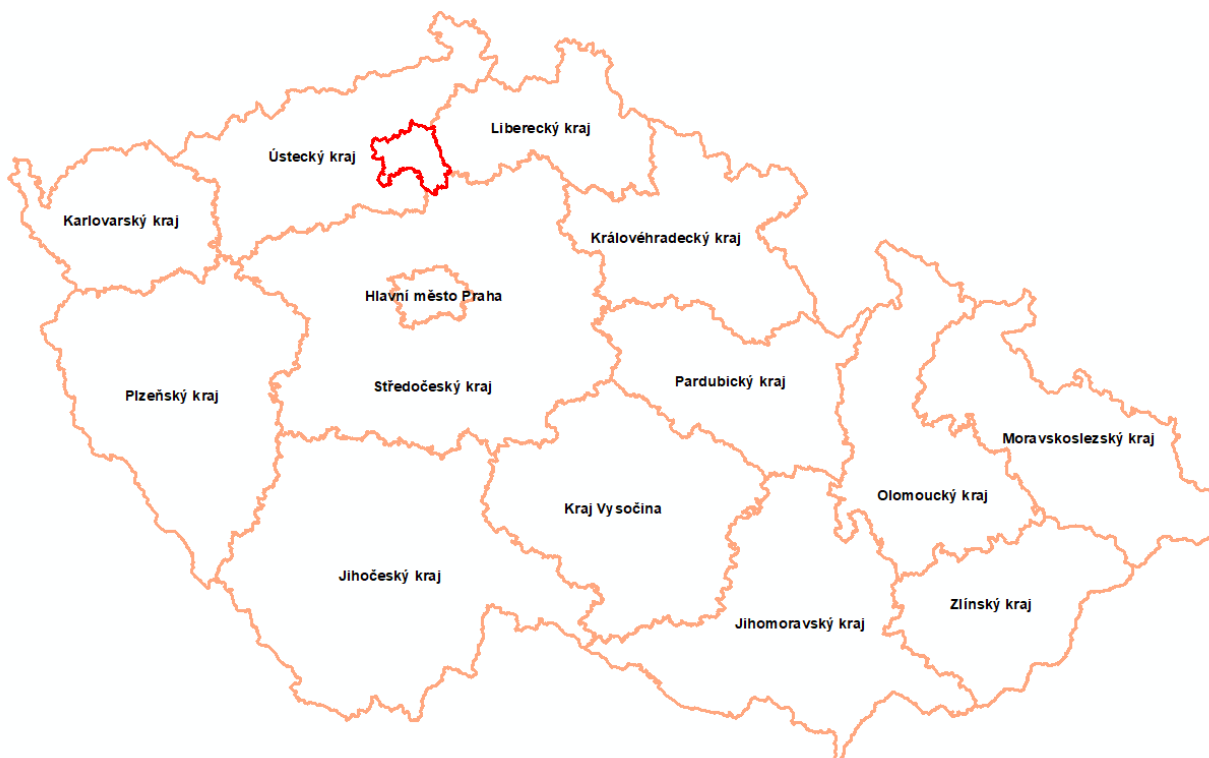 Liberecký kraj
Ústecký kraj
Karlovarský kraj
Královéhradecký kraj
Hlavní město Praha
Pardubický kraj
Středočeský kraj
Plzeňský kraj
Moravskoslezský kraj
Olomoucký kraj
Kraj Vysočina
Jihočeský kraj
Zlínský kraj
Jihomoravský kraj